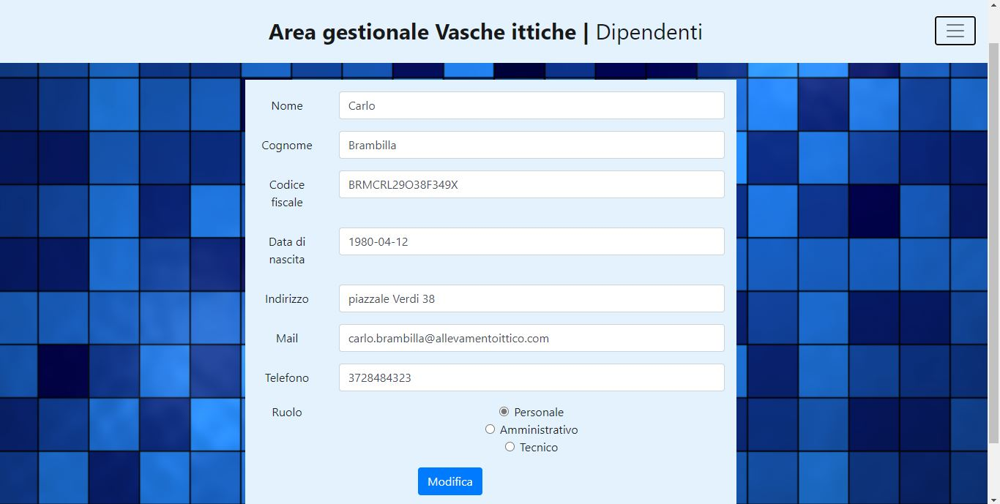 Area gestionale Vasche ittiche | Dipendenti
Nome
Carlo
Cognome
Brambilla
Codice
fiscale
BRMCRL29O38F349X
Data di
nascita
1980-04-12
Indirizzo
piazzale Verdi 38
Mail
carlo.brambilla@allevamentoittico.com
Telefono
3728484323
Ruolo
Personale
Amministrativo
Tecnico
Modifica